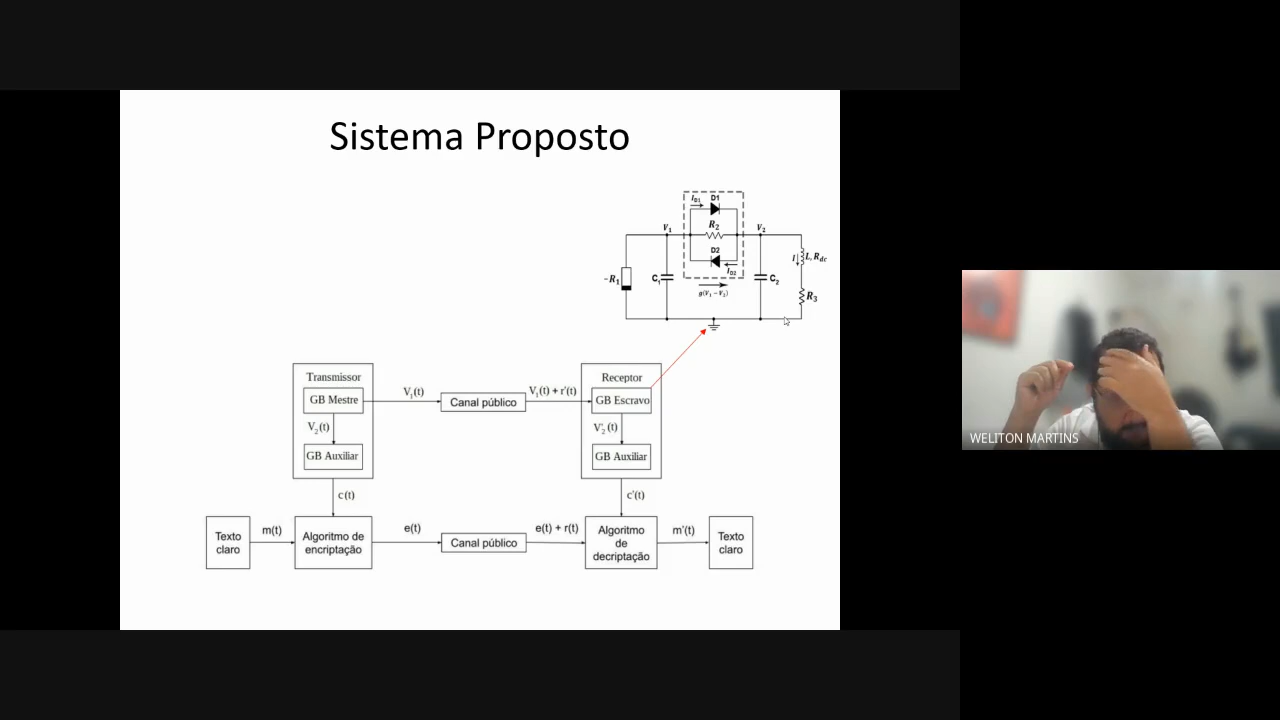 Sistema Proposto
I_D1
D1
V_1
R_2
V_2
D2
I_D2
-R_1
C_1
C_2
I
L, R_dc
g(V_1 - V_2)
R_3
Transmissor
Receptor
GB Mestre
V_1(t)
Canal público
V_1(t) + r'(t)
GB Escravo
V_2(t)
V'_2(t)
GB Auxiliar
GB Auxiliar
c(t)
c'(t)
Texto
claro
m(t)
Algoritmo de
encriptação
e(t)
Canal público
e(t) + r(t)
Algoritmo
de
decriptação
m'(t)
Texto
claro
WELITON MARTINS